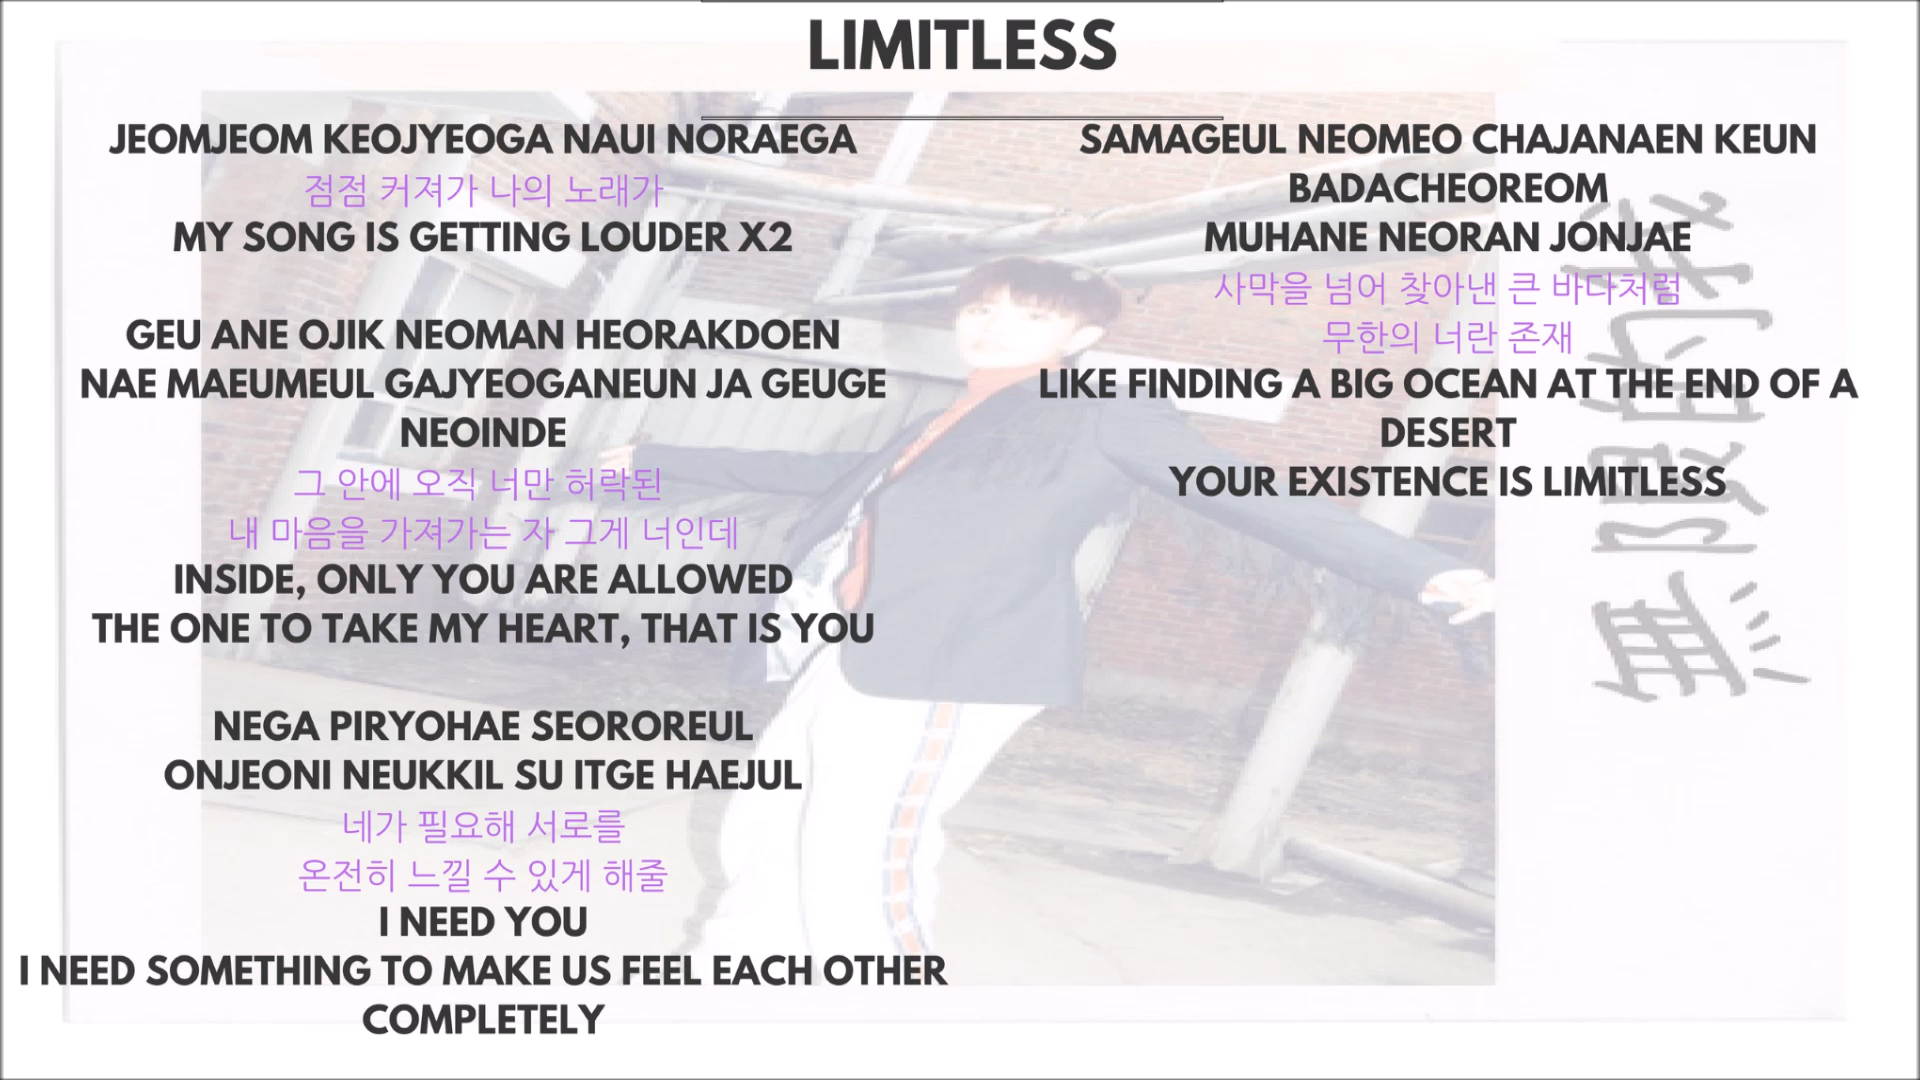 LIMITLESS
JEOMJEOM KEOJYEOGA NAUI NORAEGA
점점 커져가 나의 노래가
MY SONG IS GETTING LOUDER X2
GEU ANE OJIK NEOMAN HEORAKDOEN
NAE MAEUMEUL GAJYEOGANEUN JA GEUGE
NEOINDE
그 안에 오직 너만 허락된
내 마음을 가져가는 자 그게 너인데
INSIDE, ONLY YOU ARE ALLOWED
THE ONE TO TAKE MY HEART, THAT IS YOU
NEGA PIRYOHAE SEOROREUL
ONJEONI NEUKKIL SU ITGE HAEJUL
네가 필요해 서로를
온전히 느낄 수 있게 해줄
I NEED YOU
I NEED SOMETHING TO MAKE US FEEL EACH OTHER
COMPLETELY
SAMAGEUL NEOMEO CHAJANAEN KEUN
BADACHEOREOM
MUHANE NEORAN JONJAE
사막을 넘어 찾아낸 큰 바다처럼
무한의 너란 존재
LIKE FINDING A BIG OCEAN AT THE END OF A
DESERT
YOUR EXISTENCE IS LIMITLESS
無限的我